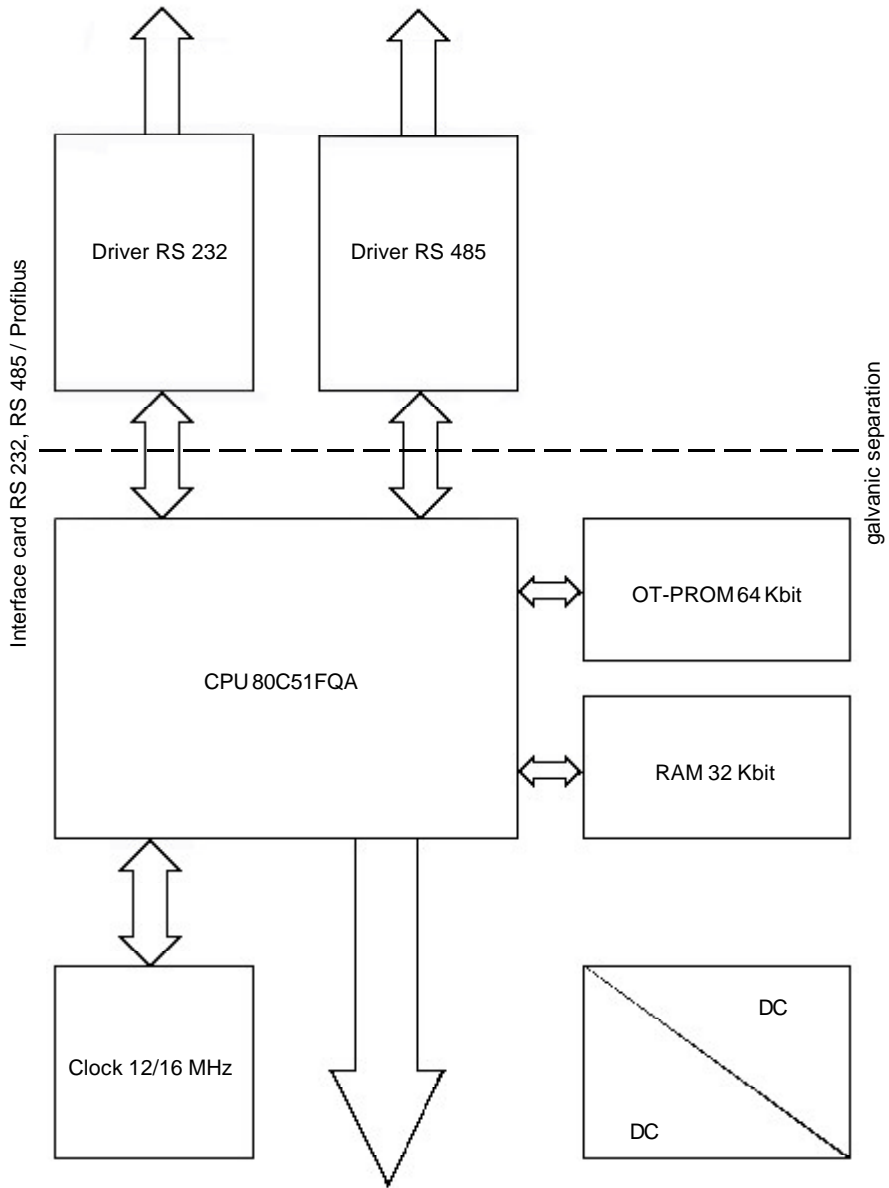 Driver RS 232
Driver RS 485
Interface card RS 232, RS 485 / Profibus
galvanic separation
OT-PROM 64 Kbit
CPU 80C51FQA
RAM 32 Kbit
Clock 12/16 MHz
DC
DC